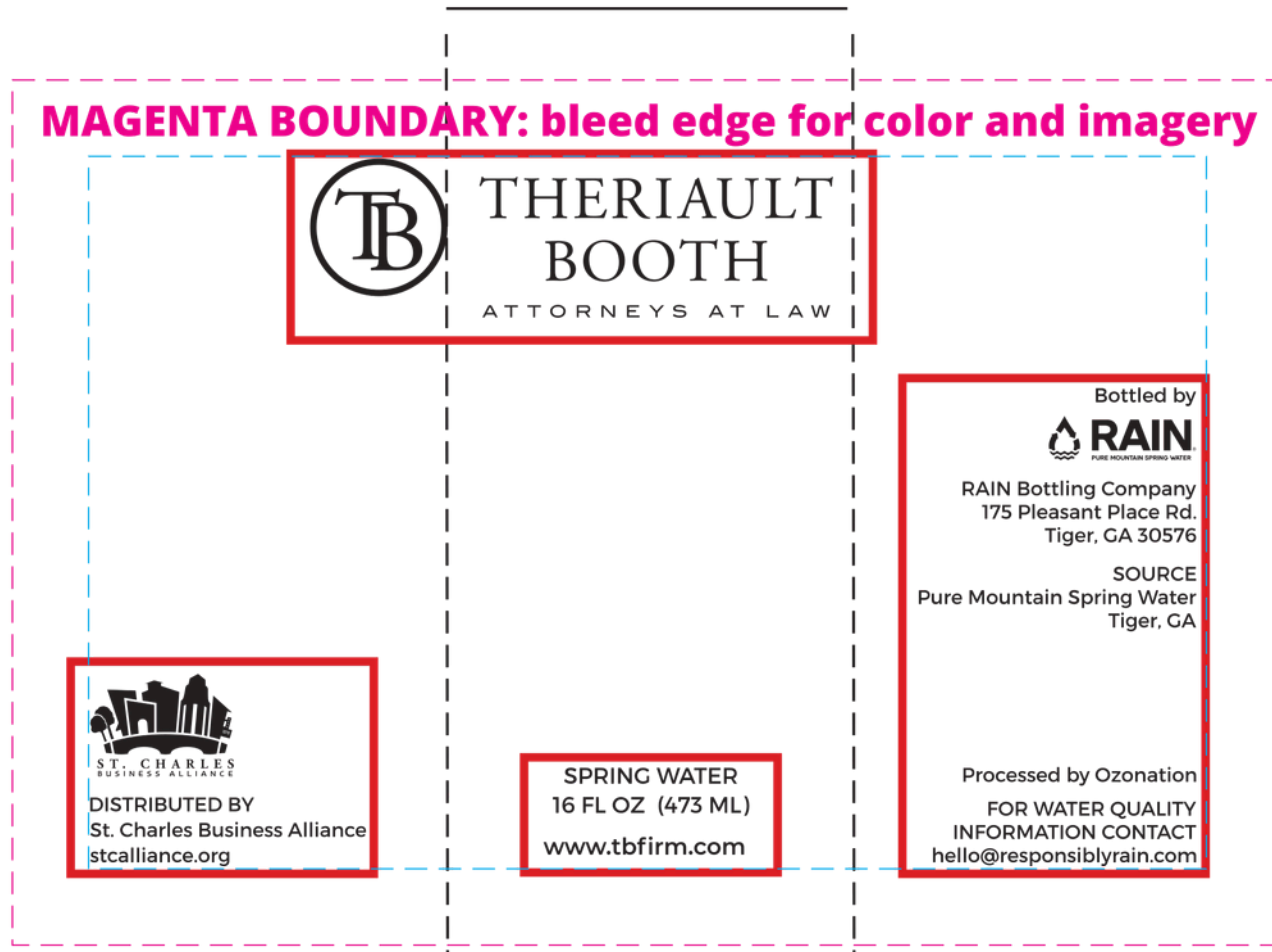 MAGENTA BOUNDARY: bleed edge for color and imagery
TB
THERIAULT
BOOTH
ATTORNEYS AT LAW
Bottled by
RAIN
PURE MOUNTAIN SPRING WATER
RAIN Bottling Company
175 Pleasant Place Rd.
Tiger, GA 30576
SOURCE
Pure Mountain Spring Water
Tiger, GA
Processed by Ozonation
FOR WATER QUALITY
INFORMATION CONTACT
hello@responsiblyrain.com
ST. CHARLES
BUSINESS ALLIANCE
DISTRIBUTED BY
St. Charles Business Alliance
stcalliance.org
SPRING WATER
16 FL OZ (473 ML)
www.tbfirm.com